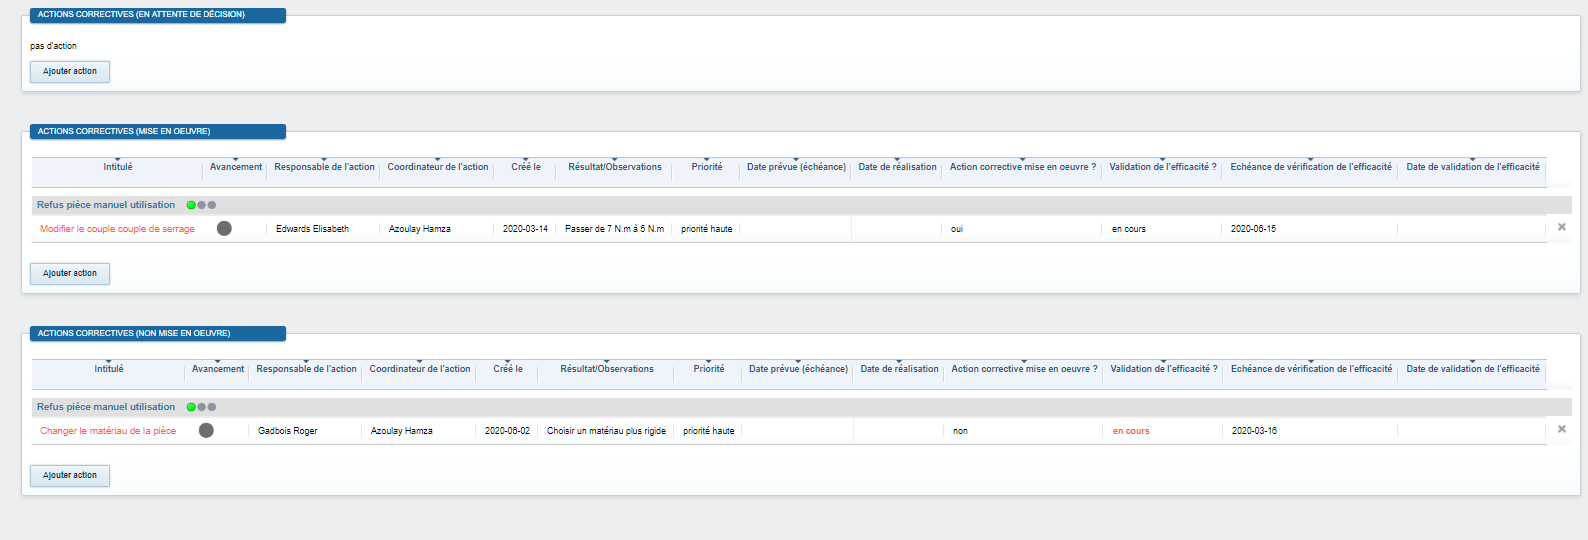 ACTIONS CORRECTIVES (EN ATTENTE DE DÉCISION)
pas d'action
Ajouter action
ACTIONS CORRECTIVES (MISE EN OEUVRE)
Intitulé Avancement Responsable de l'action Coordinateur de l'action Créé le Résultat/Observations Priorité Date prévue (échéance) Date de réalisation Action corrective mise en oeuvre ? Validation de l'efficacité ? Echéance de vérification de l'efficacité Date de validation de l'efficacité
Refus pièce manuel utilisation
Modifier le couple couple de serrage Edwards Elisabeth Azoulay Hamza 2020-03-14 Passer de 7 N.m à 5 N.m priorité haute oui en cours 2020-06-15
Ajouter action
ACTIONS CORRECTIVES (NON MISE EN OEUVRE)
Intitulé Avancement Responsable de l'action Coordinateur de l'action Créé le Résultat/Observations Priorité Date prévue (échéance) Date de réalisation Action corrective mise en oeuvre ? Validation de l'efficacité ? Echéance de vérification de l'efficacité Date de validation de l'efficacité
Refus pièce manuel utilisation
Changer le matériau de la pièce Gadbois Roger Azoulay Hamza 2020-06-02 Choisir un matériau plus rigide priorité haute non en cours 2020-03-16
Ajouter action